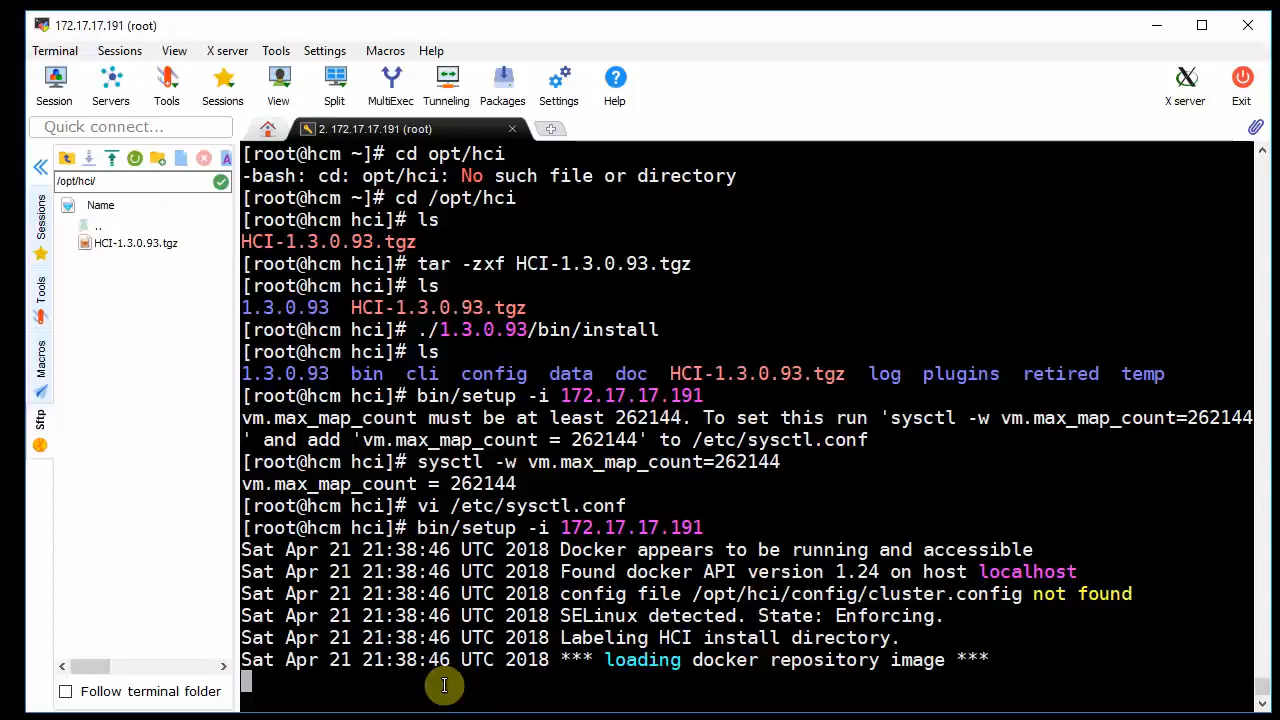 172.17.17.191 (root)
Terminal Sessions View X server Tools Settings Macros Help
Session Servers Tools Sessions View Split MultiExec Tunneling Packages Settings Help X server Exit
Quick connect...
2. 172.17.17.191 (root)
/opt/hci/
Name
..
HCI-1.3.0.93.tgz
Sessions
Tools
Macros
Sftp
[root@hcm ~]# cd opt/hci
-bash: cd: opt/hci: No such file or directory
[root@hcm ~]# cd /opt/hci
[root@hcm hci]# ls
HCI-1.3.0.93.tgz
[root@hcm hci]# tar -zxf HCI-1.3.0.93.tgz
[root@hcm hci]# ls
1.3.0.93 HCI-1.3.0.93.tgz
[root@hcm hci]# ./1.3.0.93/bin/install
[root@hcm hci]# ls
1.3.0.93 bin cli config data doc HCI-1.3.0.93.tgz log plugins retired temp
[root@hcm hci]# bin/setup -i 172.17.17.191
vm.max_map_count must be at least 262144. To set this run 'sysctl -w vm.max_map_count=262144
' and add 'vm.max_map_count = 262144' to /etc/sysctl.conf
[root@hcm hci]# sysctl -w vm.max_map_count=262144
vm.max_map_count = 262144
[root@hcm hci]# vi /etc/sysctl.conf
[root@hcm hci]# bin/setup -i 172.17.17.191
Sat Apr 21 21:38:46 UTC 2018 Docker appears to be running and accessible
Sat Apr 21 21:38:46 UTC 2018 Found docker API version 1.24 on host localhost
Sat Apr 21 21:38:46 UTC 2018 config file /opt/hci/config/cluster.config not found
Sat Apr 21 21:38:46 UTC 2018 SELinux detected. State: Enforcing.
Sat Apr 21 21:38:46 UTC 2018 Labeling HCI install directory.
Sat Apr 21 21:38:46 UTC 2018 *** loading docker repository image ***
Follow terminal folder